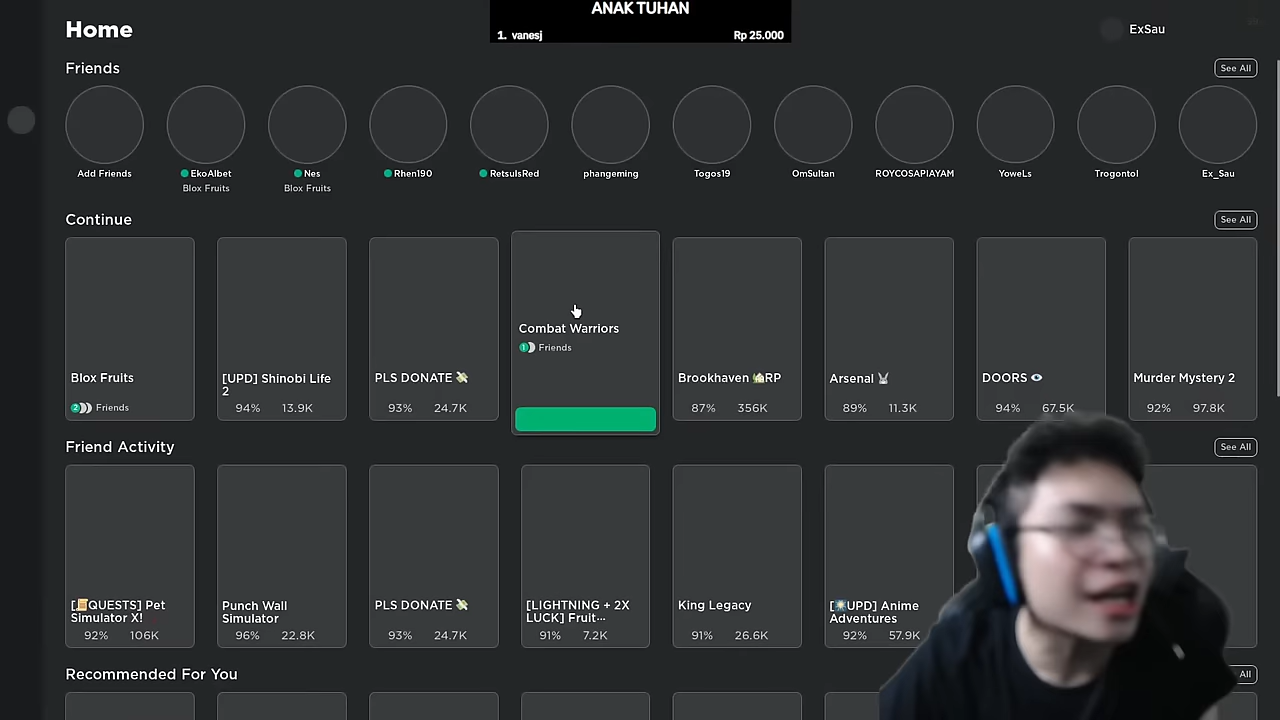 ANAK TUHAN
1. vanesj Rp 25.000
Home
ExSau
Friends
See All
Add Friends
EkoAlbet
Nes
Rhen190
RetsulsRed
phangeming
Togos19
OmSultan
ROYCOSAPIAYAM
YoweLs
Trogontol
Ex_Sau
Blox Fruits
Blox Fruits
Continue
See All
Blox Fruits
2 Friends
[UPD] Shinobi Life
2
94% 13.9K
PLS DONATE 💸
93% 24.7K
Combat Warriors
1 Friends
Brookhaven 🏡RP
87% 356K
Arsenal 🐰
89% 11.3K
DOORS 👁️
94% 67.5K
Murder Mystery 2
92% 97.8K
Friend Activity
See All
[📜QUESTS] Pet
Simulator X!
92% 106K
Punch Wall
Simulator
96% 22.8K
PLS DONATE 💸
93% 24.7K
[LIGHTNING + 2X
LUCK] Fruit...
91% 7.2K
King Legacy
91% 26.6K
[🎆UPD] Anime
Adventures
92% 57.9K
Recommended For You
All